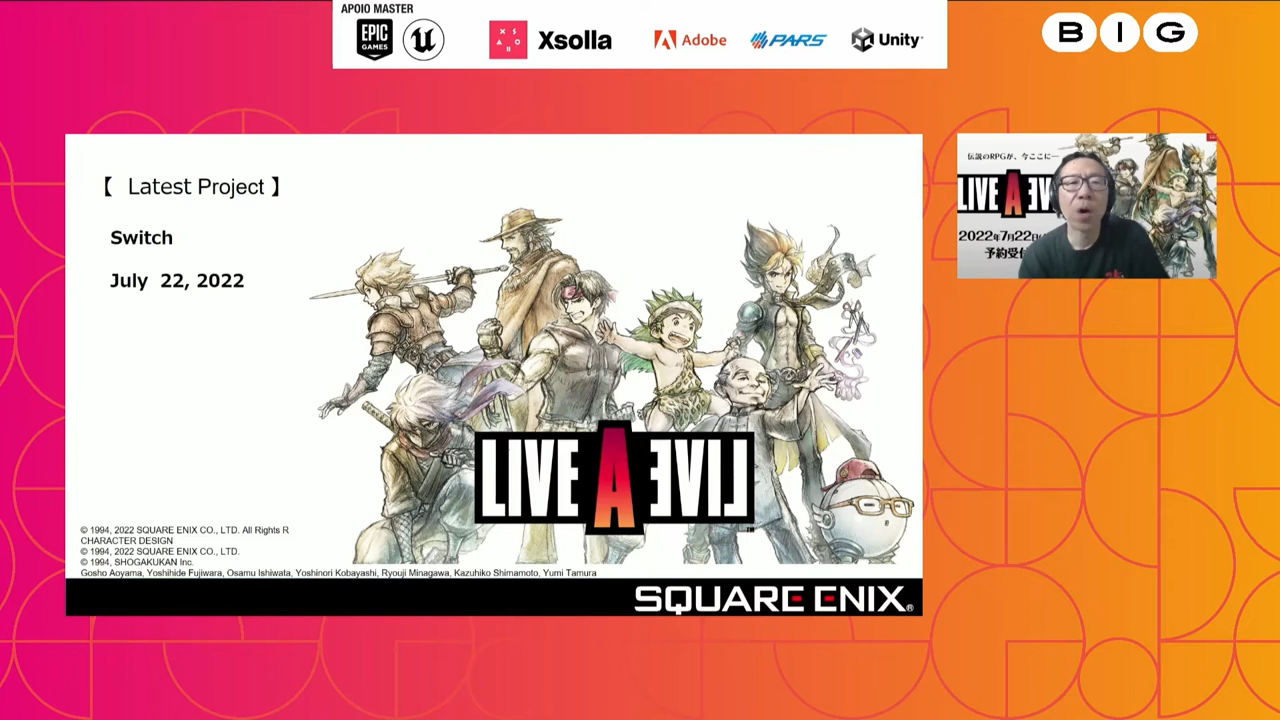 APOIO MASTER
EPIC
GAMES
Xsolla
Adobe
PARS
Unity
BIG
【 Latest Project 】
Switch
July 22, 2022
LIVE A LIVE
© 1994, 2022 SQUARE ENIX CO., LTD. All Rights R
CHARACTER DESIGN
© 1994, 2022 SQUARE ENIX CO., LTD.
© 1994, SHOGAKUKAN Inc.
Gosho Aoyama, Yoshihide Fujiwara, Osamu Ishiwata, Yoshinori Kobayashi, Ryouji Minagawa, Kazuhiko Shimamoto, Yumi Tamura
SQUARE ENIX®
伝説のRPGが、今ここに―
LIVE A
2022年7月22日
予約受付